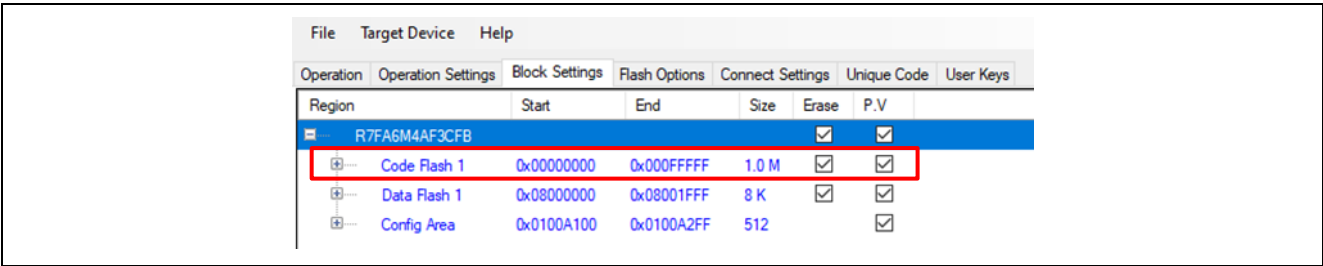 File Target Device Help
Operation Operation Settings Block Settings Flash Options Connect Settings Unique Code User Keys
Region Start End Size Erase P.V
R7FA6M4AF3CFB
Code Flash 1 0x00000000 0x000FFFFF 1.0 M
Data Flash 1 0x08000000 0x08001FFF 8 K
Config Area 0x0100A100 0x0100A2FF 512